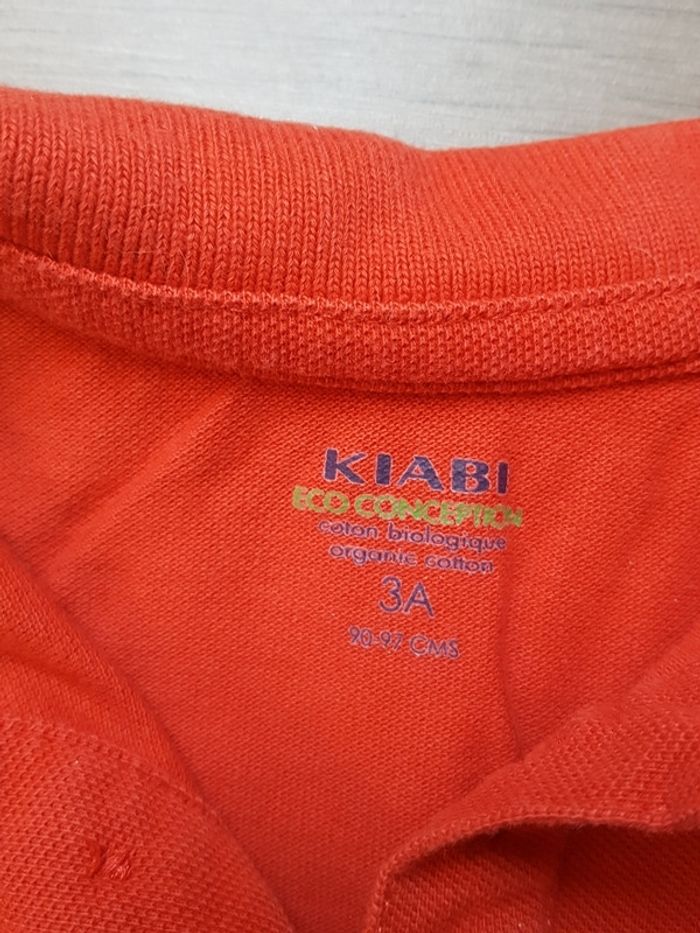 KIABI
ECO CONCEPTION
coton biologique
organic cotton
3A
90-97 CMS